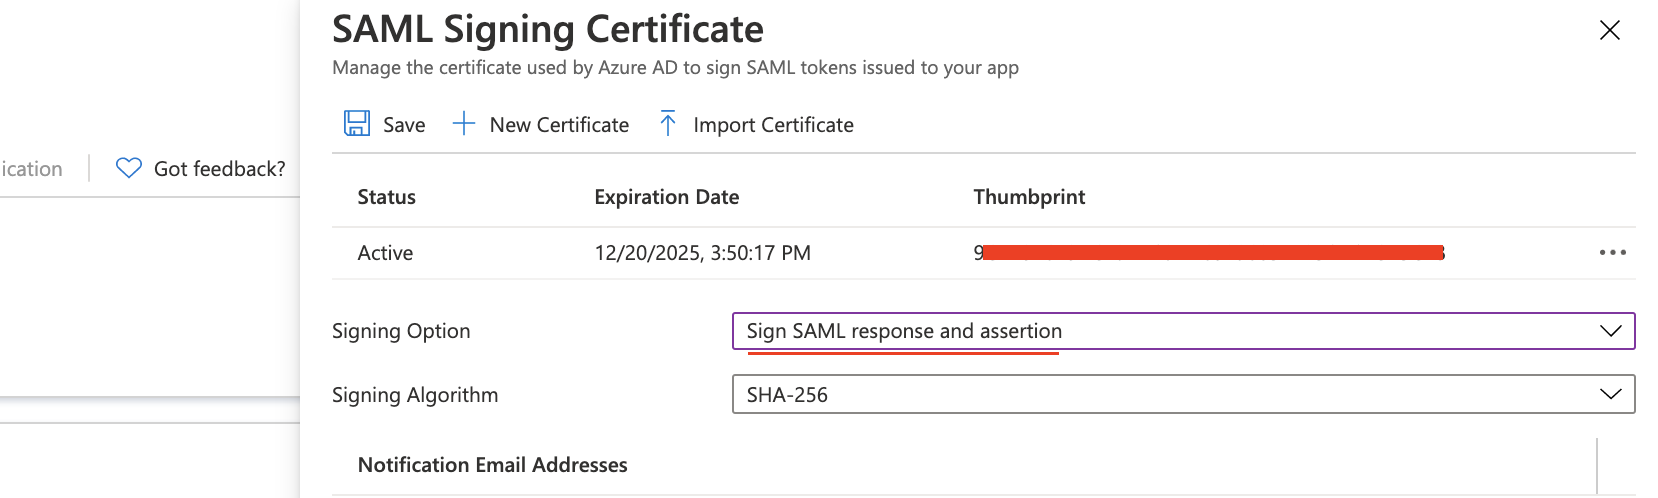 SAML Signing Certificate
Manage the certificate used by Azure AD to sign SAML tokens issued to your app
Save New Certificate Import Certificate
ication Got feedback?
Status Expiration Date Thumbprint
Active 12/20/2025, 3:50:17 PM 9
Signing Option Sign SAML response and assertion
Signing Algorithm SHA-256
Notification Email Addresses